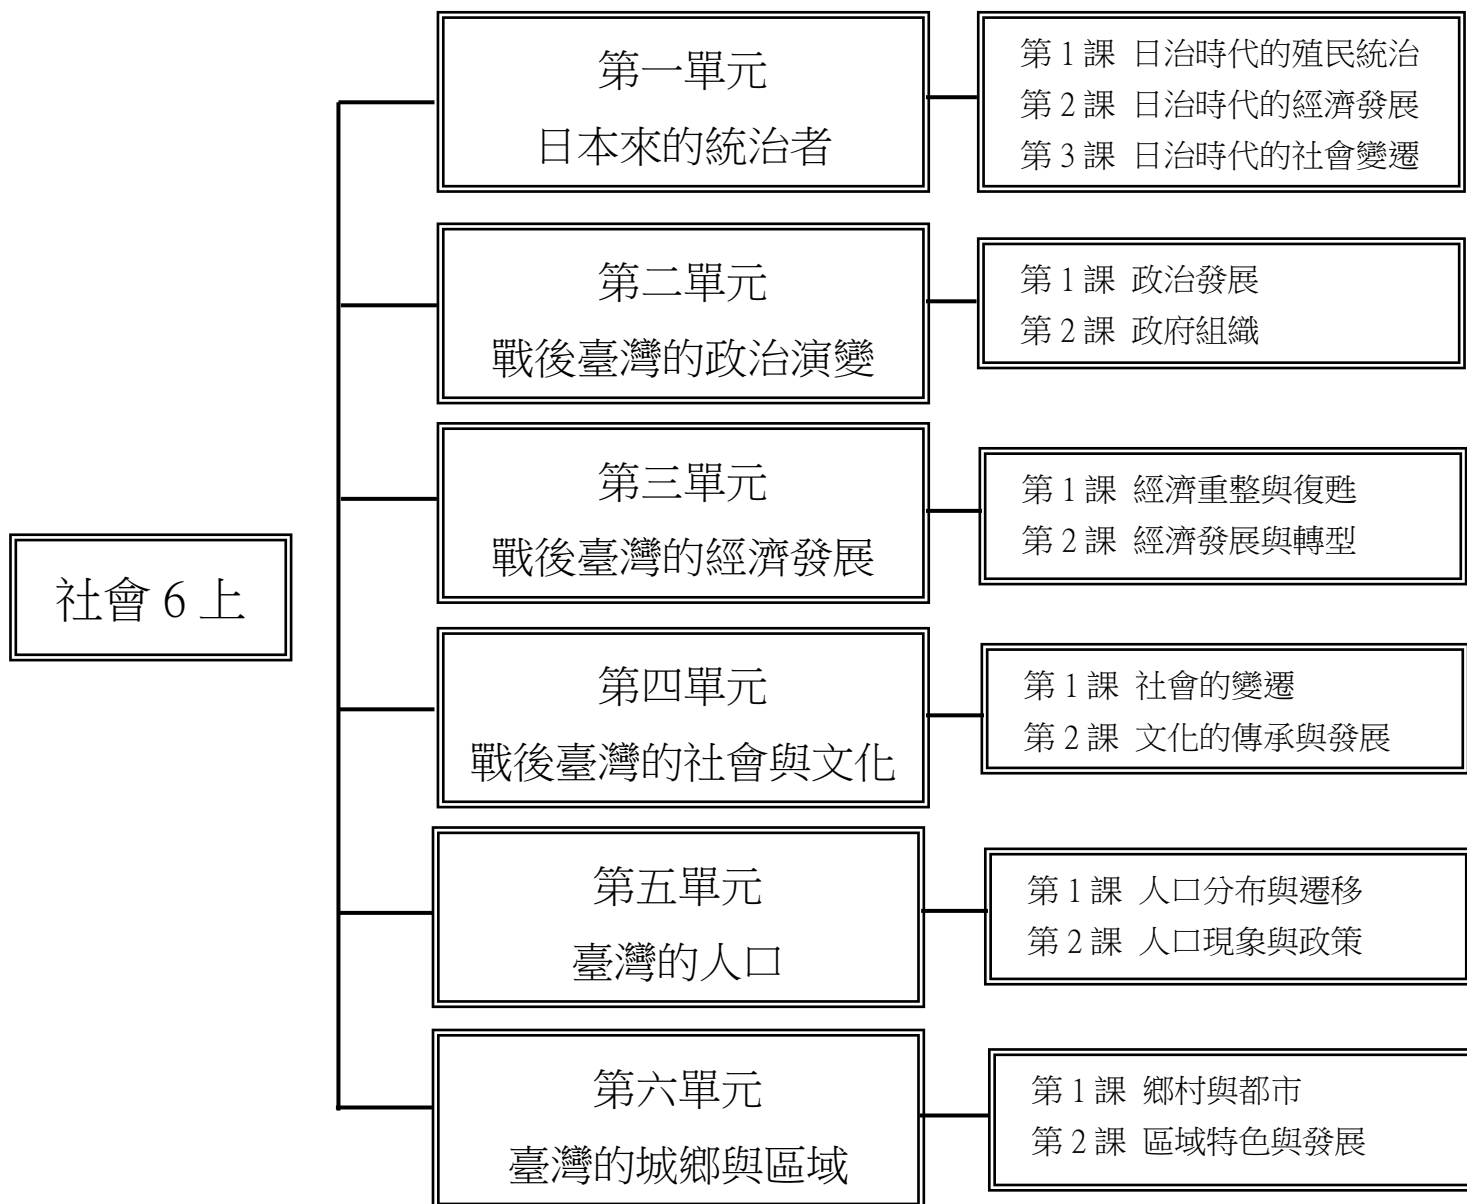 社會 6 上
第一單元
日本來的統治者
第 1 課 日治時代的殖民統治
第 2 課 日治時代的經濟發展
第 3 課 日治時代的社會變遷
第二單元
戰後臺灣的政治演變
第 1 課 政治發展
第 2 課 政府組織
第三單元
戰後臺灣的經濟發展
第 1 課 經濟重整與復甦
第 2 課 經濟發展與轉型
第四單元
戰後臺灣的社會與文化
第 1 課 社會的變遷
第 2 課 文化的傳承與發展
第五單元
臺灣的人口
第 1 課 人口分布與遷移
第 2 課 人口現象與政策
第六單元
臺灣的城鄉與區域
第 1 課 鄉村與都市
第 2 課 區域特色與發展